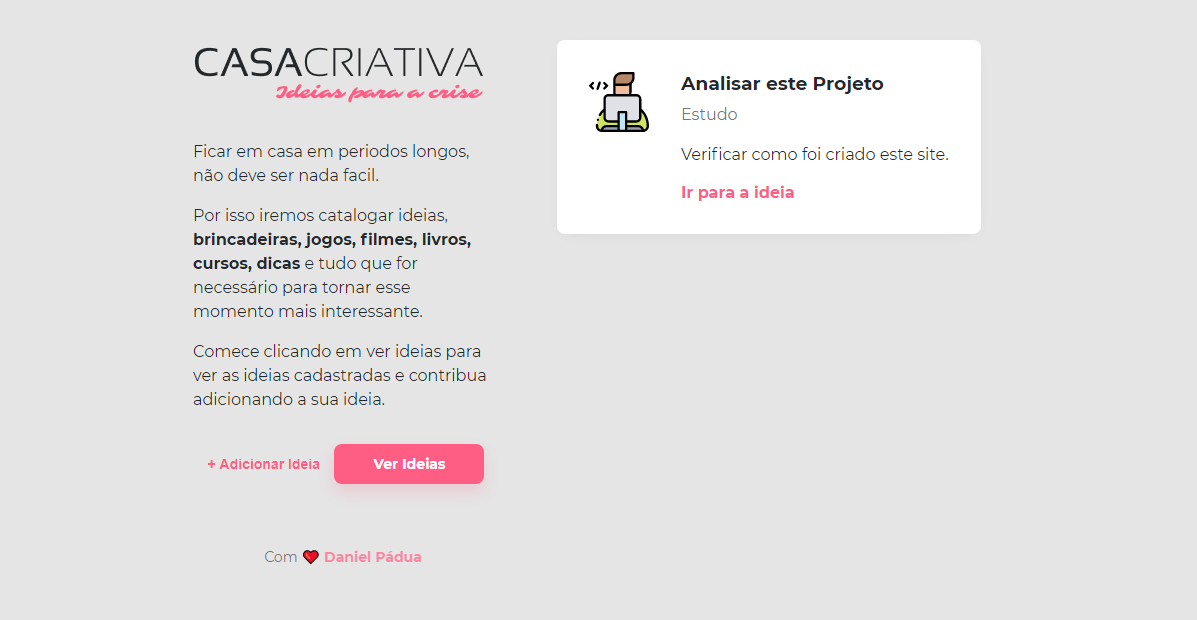 CASACRIATIVA
Ideias para a crise
Ficar em casa em periodos longos,
não deve ser nada facil.
Por isso iremos catalogar ideias,
brincadeiras, jogos, filmes, livros,
cursos, dicas e tudo que for
necessário para tornar esse
momento mais interessante.
Comece clicando em ver ideias para
ver as ideias cadastradas e contribua
adicionando a sua ideia.
+ Adicionar Ideia
Ver Ideias
Com ❤ Daniel Pádua
</> 
Analisar este Projeto
Estudo
Verificar como foi criado este site.
Ir para a ideia